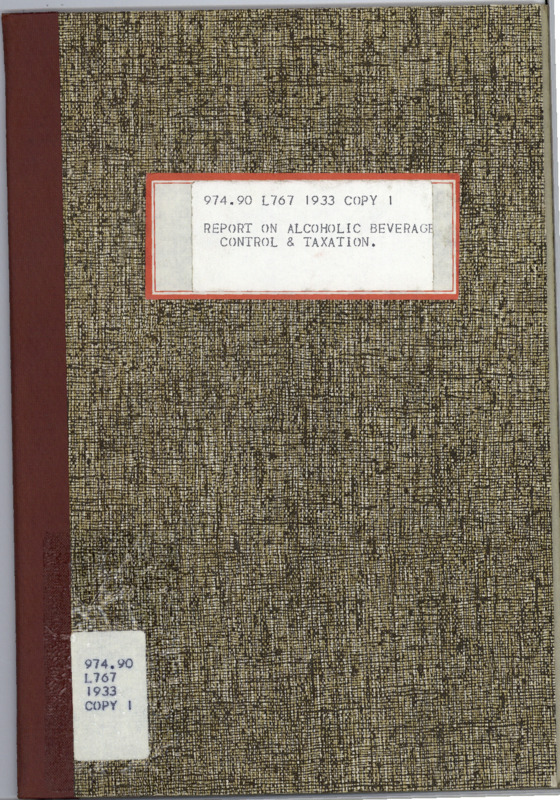 974.90 L767 1933 COPY 1
REPORT ON ALCOHOLIC BEVERAGE
CONTROL & TAXATION.
974.90
L767
1933
COPY 1